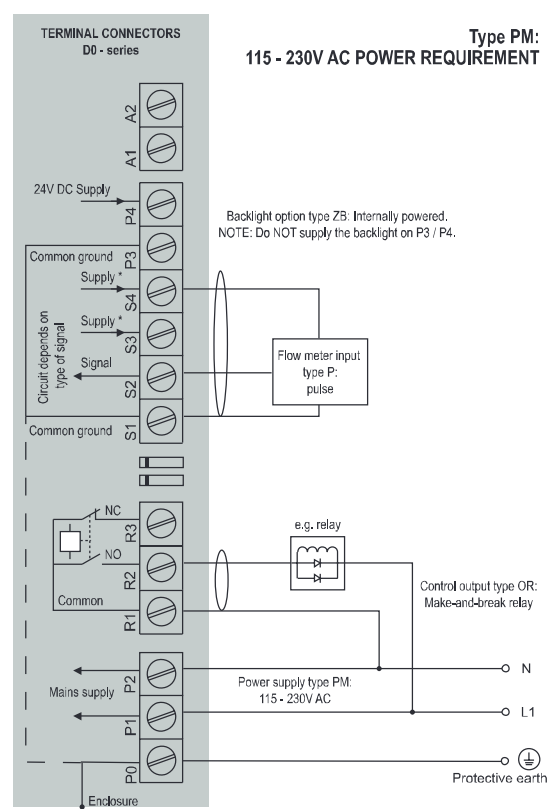 TERMINAL CONNECTORS
D0 - series
Type PM:
115 - 230V AC POWER REQUIREMENT
A2
A1
24V DC Supply
P4
Backlight option type ZB: Internally powered.
NOTE: Do NOT supply the backlight on P3 / P4.
Common ground
P3
Supply *
S4
Supply *
S3
Circuit depends on
type of signal
Signal
S2
Flow meter input
type P:
pulse
Common ground
S1
NC
R3
e.g. relay
NO
R2
Control output type OR:
Make-and-break relay
Common
R1
P2
Power supply type PM:
115 - 230V AC
N
Mains supply
P1
L1
P0
Protective earth
Enclosure